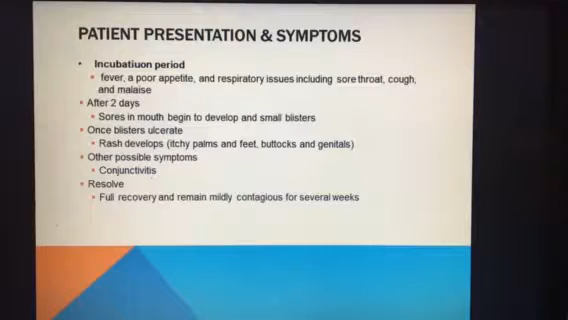 PATIENT PRESENTATION & SYMPTOMS
• Incubatiuon period
fever, a poor appetite, and respiratory issues including sore throat, cough,
and malaise
After 2 days
Sores in mouth begin to develop and small blisters
Once blisters ulcerate
Rash develops (itchy palms and feet, buttocks and genitals)
Other possible symptoms
Conjunctivitis
Resolve
Full recovery and remain mildly contagious for several weeks